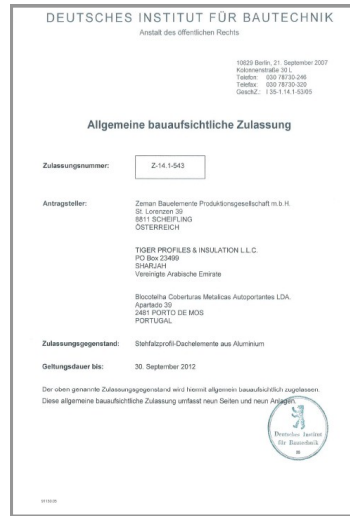 DEUTSCHES INSTITUT FÜR BAUTECHNIK
Anstalt des öffentlichen Rechts
10829 Berlin, 21. September 2007
Kolonnenstraße 30 L
Telefon: 030 78730-246
Telefax: 030 78730-320
GeschZ.: I 35-1.14.1-53/05
Allgemeine bauaufsichtliche Zulassung
Zulassungsnummer:
Z-14.1-543
Antragsteller:
Zeman Bauelemente Produktionsgesellschaft m.b.H.
St. Lorenzen 39
8811 SCHEIFLING
ÖSTERREICH
TIGER PROFILES & INSULATION L.L.C.
PO Box 23499
SHARJAH
Vereinigte Arabische Emirate
Blocotelha Coberturas Metalicas Autoportantes LDA.
Apartado 39
2481 PORTO DE MOS
PORTUGAL
Zulassungsgegenstand: Stehfalzprofil-Dachelemente aus Aluminium
Geltungsdauer bis: 30. September 2012
Der oben genannte Zulassungsgegenstand wird hiermit allgemein bauaufsichtlich zugelassen.
Diese allgemeine bauaufsichtliche Zulassung umfasst neun Seiten und neun Anlagen.
Deutsches Institut
für Bautechnik